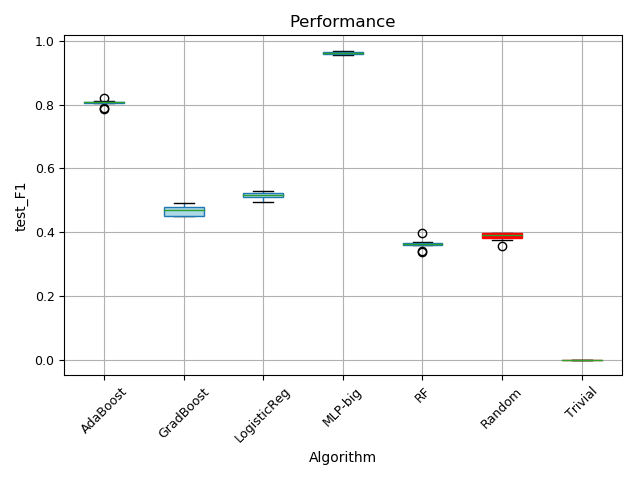 Performance
test_F1
1.0
0.8
0.6
0.4
0.2
0.0
AdaBoost
GradBoost
LogisticReg
MLP-big
RF
Random
Trivial
Algorithm